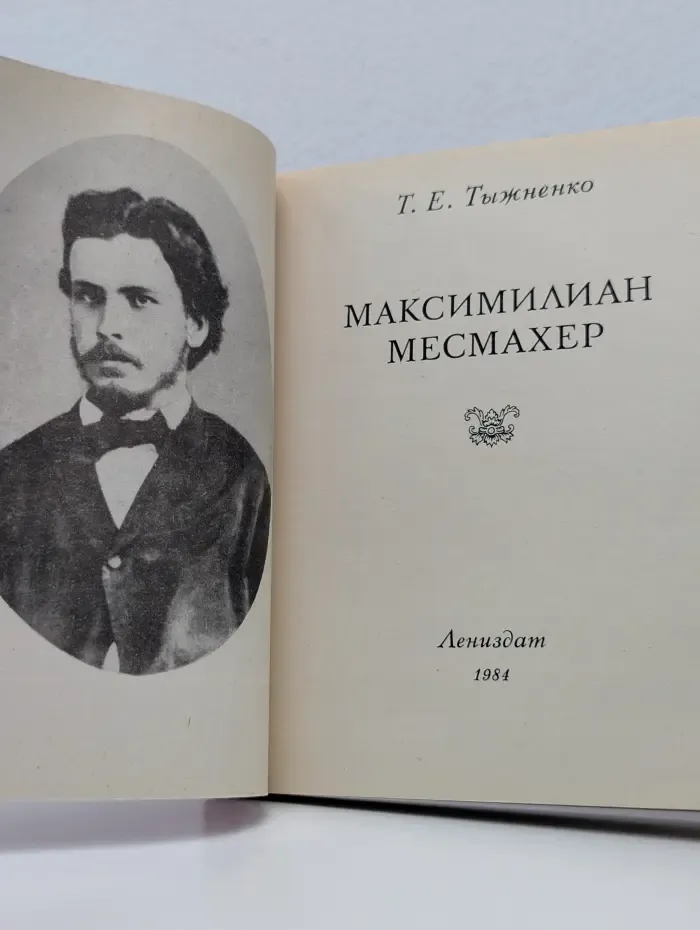 Т. Е. Тыжненко
МАКСИМИЛИАН
МЕСМАХЕР
Лениздат
1984